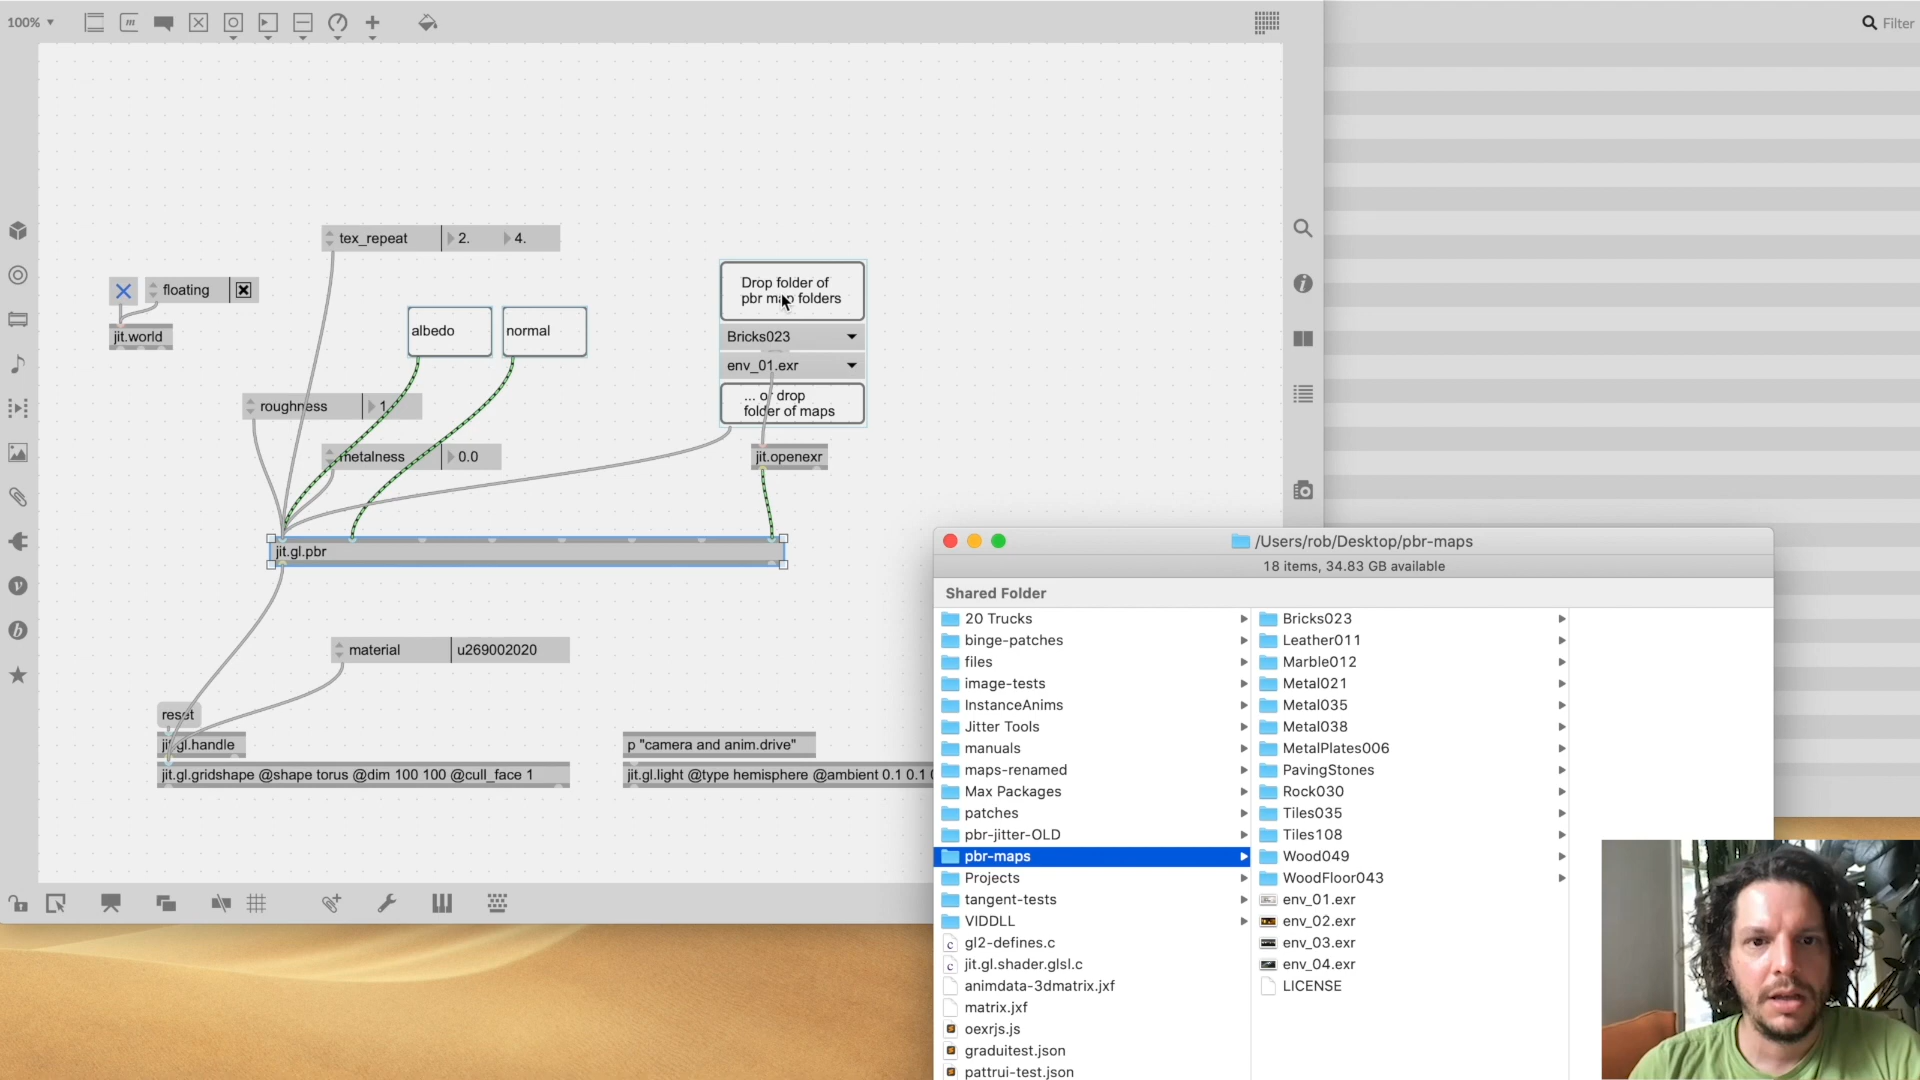 100%
Filter
tex_repeat 2. 4.
floating
jit.world
albedo
normal
Drop folder of
pbr map folders
Bricks023
env_01.exr
... or drop
folder of maps
roughness 1.
metalness 0.0
jit.openexr
jit.gl.pbr
material u269002020
reset
jit.gl.handle
jit.gl.gridshape @shape torus @dim 100 100 @cull_face 1
p "camera and anim.drive"
jit.gl.light @type hemisphere @ambient 0.1 0.1 0
/Users/rob/Desktop/pbr-maps
18 items, 34.83 GB available
Shared Folder
20 Trucks
binge-patches
files
image-tests
InstanceAnims
Jitter Tools
manuals
maps-renamed
Max Packages
patches
pbr-jitter-OLD
pbr-maps
Projects
tangent-tests
VIDDLL
gl2-defines.c
jit.gl.shader.glsl.c
animdata-3dmatrix.jxf
matrix.jxf
oexrjs.js
graduitest.json
pattrui-test.json
Bricks023
Leather011
Marble012
Metal021
Metal035
Metal038
MetalPlates006
PavingStones
Rock030
Tiles035
Tiles108
Wood049
WoodFloor043
env_01.exr
env_02.exr
env_03.exr
env_04.exr
LICENSE